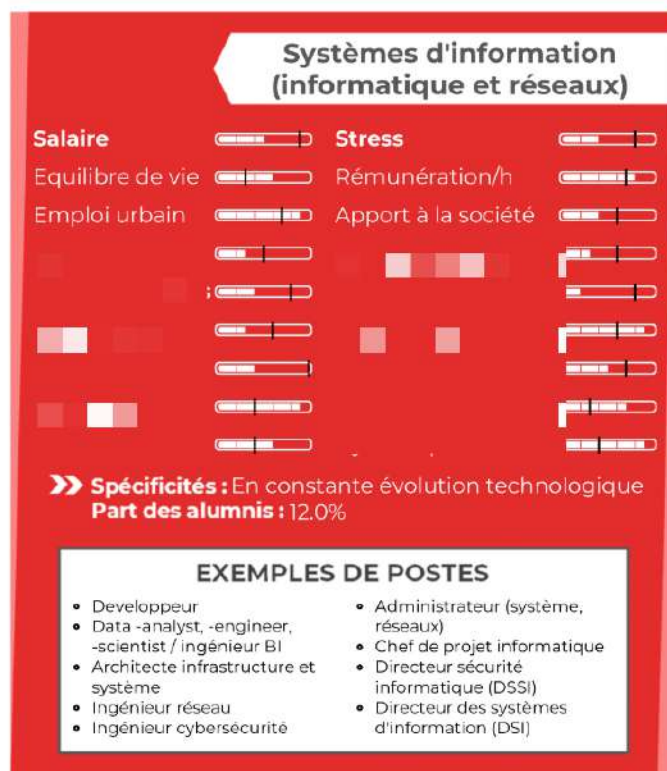 Systèmes d'information
(informatique et réseaux)
Salaire
Stress
Equilibre de vie
Rémunération/h
Emploi urbain
Apport à la société
Spécificités : En constante évolution technologique
Part des alumnis : 12.0%
EXEMPLES DE POSTES
• Developpeur
• Data -analyst, -engineer,
-scientist / ingénieur BI
• Architecte infrastructure et
système
• Ingénieur réseau
• Ingénieur cybersécurité
• Administrateur (système,
réseaux)
• Chef de projet informatique
• Directeur sécurité
informatique (DSSI)
• Directeur des systèmes
d'information (DSI)